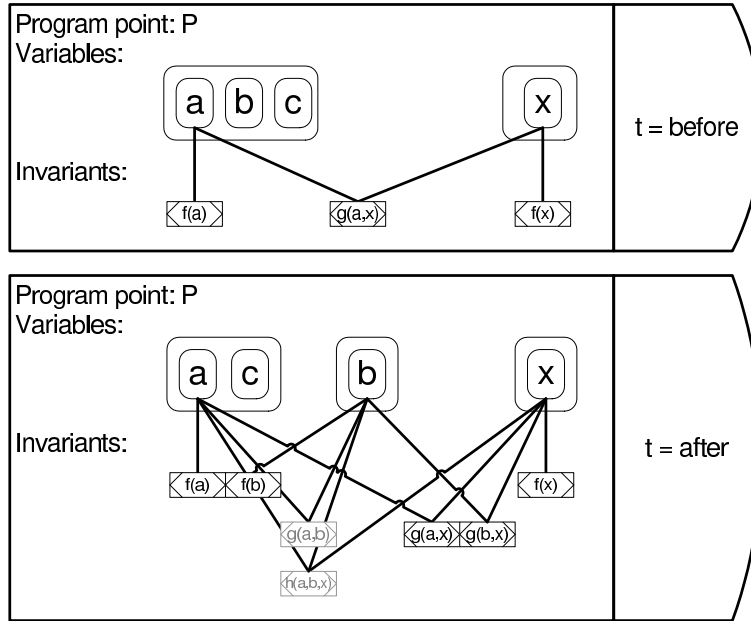 Program point: P
Variables:
a b c x
t = before
Invariants:
f(a) g(a,x) f(x)
Program point: P
Variables:
a c b x
Invariants:
t = after
f(a) f(b) f(x)
g(a,b) g(a,x) g(b,x)
h(a,b,x)